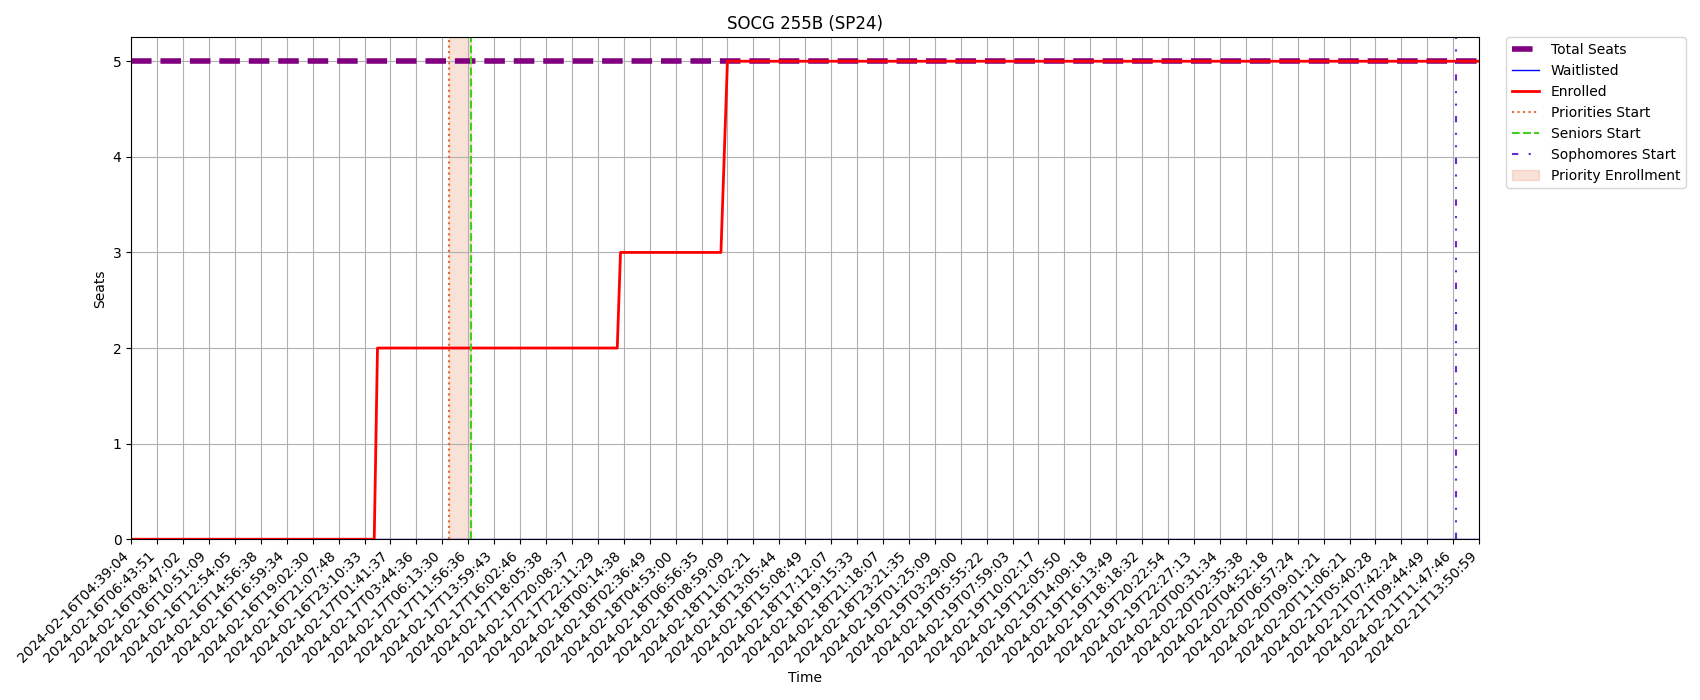 SOCG 255B (SP24)
Seats
5
4
3
2
1
0
2024-02-16T04:39:04
2024-02-16T06:43:51
2024-02-16T08:47:02
2024-02-16T10:51:09
2024-02-16T12:54:05
2024-02-16T14:56:38
2024-02-16T16:59:34
2024-02-16T19:02:30
2024-02-16T21:07:48
2024-02-16T23:10:33
2024-02-17T01:41:37
2024-02-17T03:44:36
2024-02-17T06:13:30
2024-02-17T11:56:36
2024-02-17T13:59:43
2024-02-17T16:02:46
2024-02-17T18:05:38
2024-02-17T20:08:37
2024-02-17T22:11:29
2024-02-18T00:14:38
2024-02-18T02:36:49
2024-02-18T04:53:00
2024-02-18T06:56:35
2024-02-18T08:59:09
2024-02-18T11:02:21
2024-02-18T13:05:44
2024-02-18T15:08:49
2024-02-18T17:12:07
2024-02-18T19:15:33
2024-02-18T21:18:07
2024-02-18T23:21:35
2024-02-19T01:25:09
2024-02-19T03:29:00
2024-02-19T05:55:22
2024-02-19T07:59:03
2024-02-19T10:02:17
2024-02-19T12:05:50
2024-02-19T14:09:18
2024-02-19T16:13:49
2024-02-19T18:18:32
2024-02-19T20:22:54
2024-02-19T22:27:13
2024-02-20T00:31:34
2024-02-20T02:35:38
2024-02-20T04:52:18
2024-02-20T06:57:24
2024-02-20T09:01:21
2024-02-20T11:06:21
2024-02-21T05:40:28
2024-02-21T07:42:24
2024-02-21T09:44:49
2024-02-21T11:47:46
2024-02-21T13:50:59
Time
Total Seats
Waitlisted
Enrolled
Priorities Start
Seniors Start
Sophomores Start
Priority Enrollment